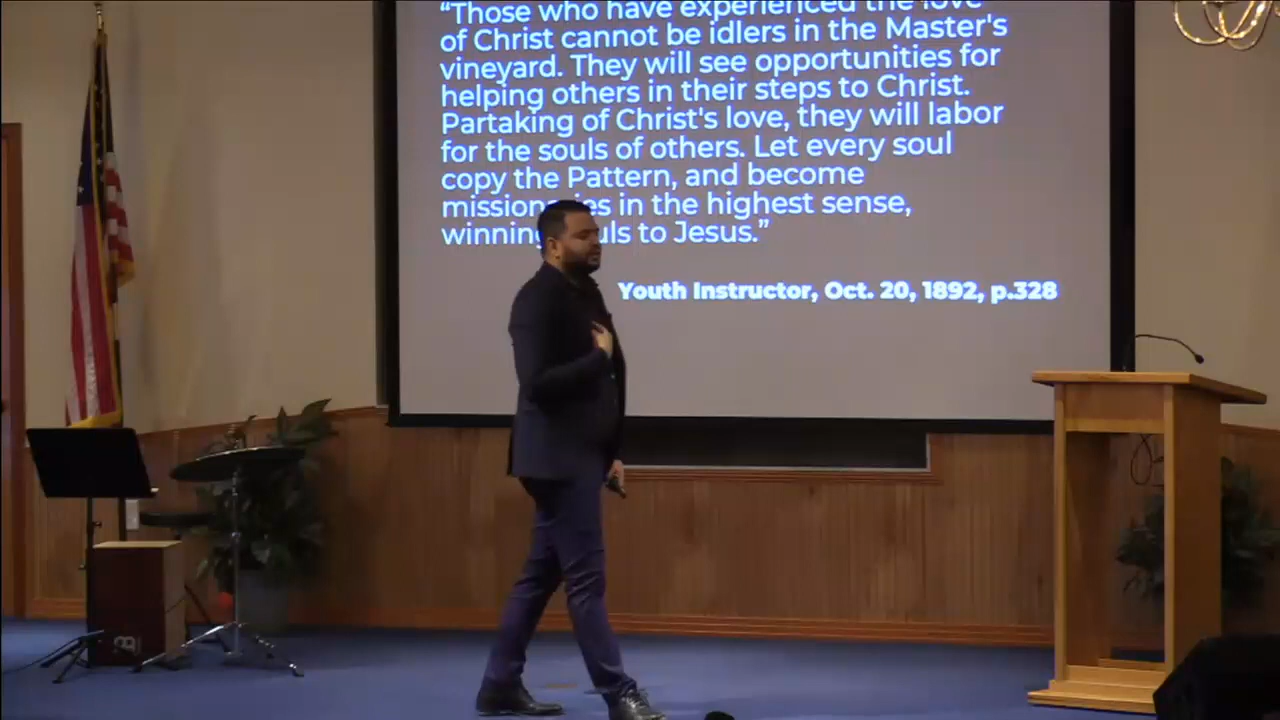 “Those who have experienced the love
of Christ cannot be idlers in the Master's
vineyard. They will see opportunities for
helping others in their steps to Christ.
Partaking of Christ's love, they will labor
for the souls of others. Let every soul
copy the Pattern, and become
missionaries in the highest sense,
winning souls to Jesus.”
Youth Instructor, Oct. 20, 1892, p.328